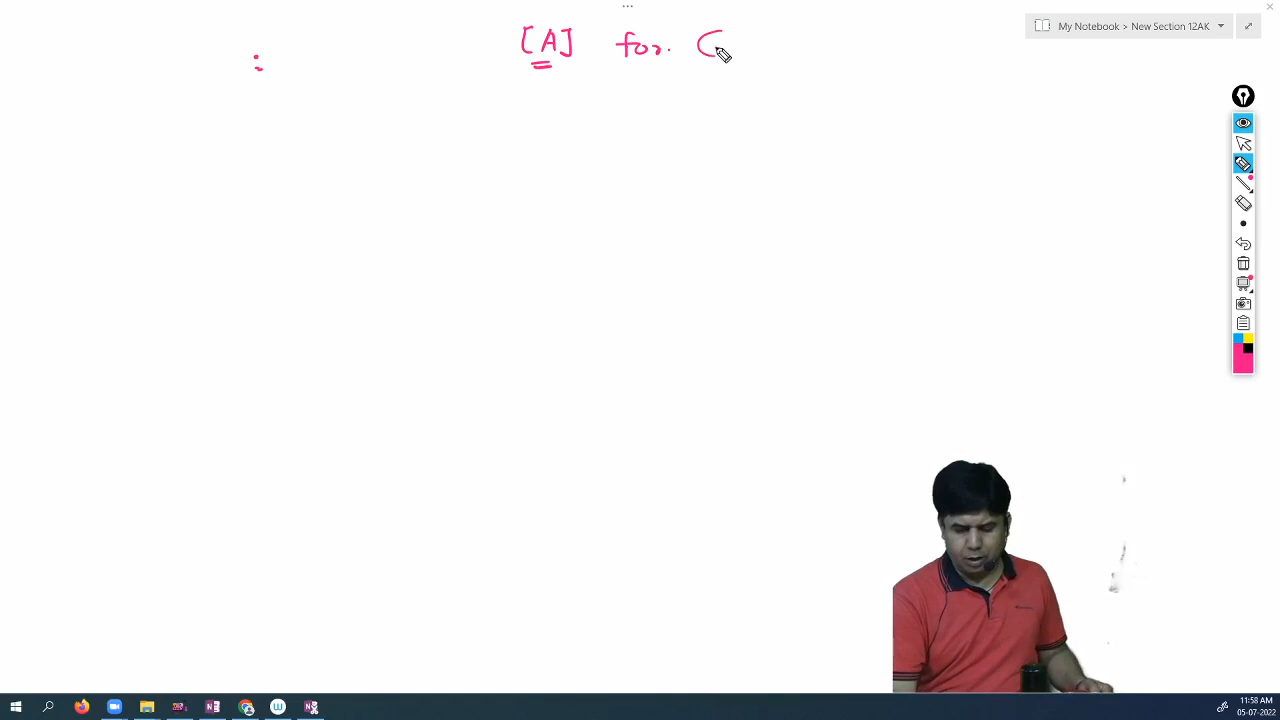 ...
My Notebook > New Section 12AK
[A] for. C
:
11:58 AM
05-07-2022